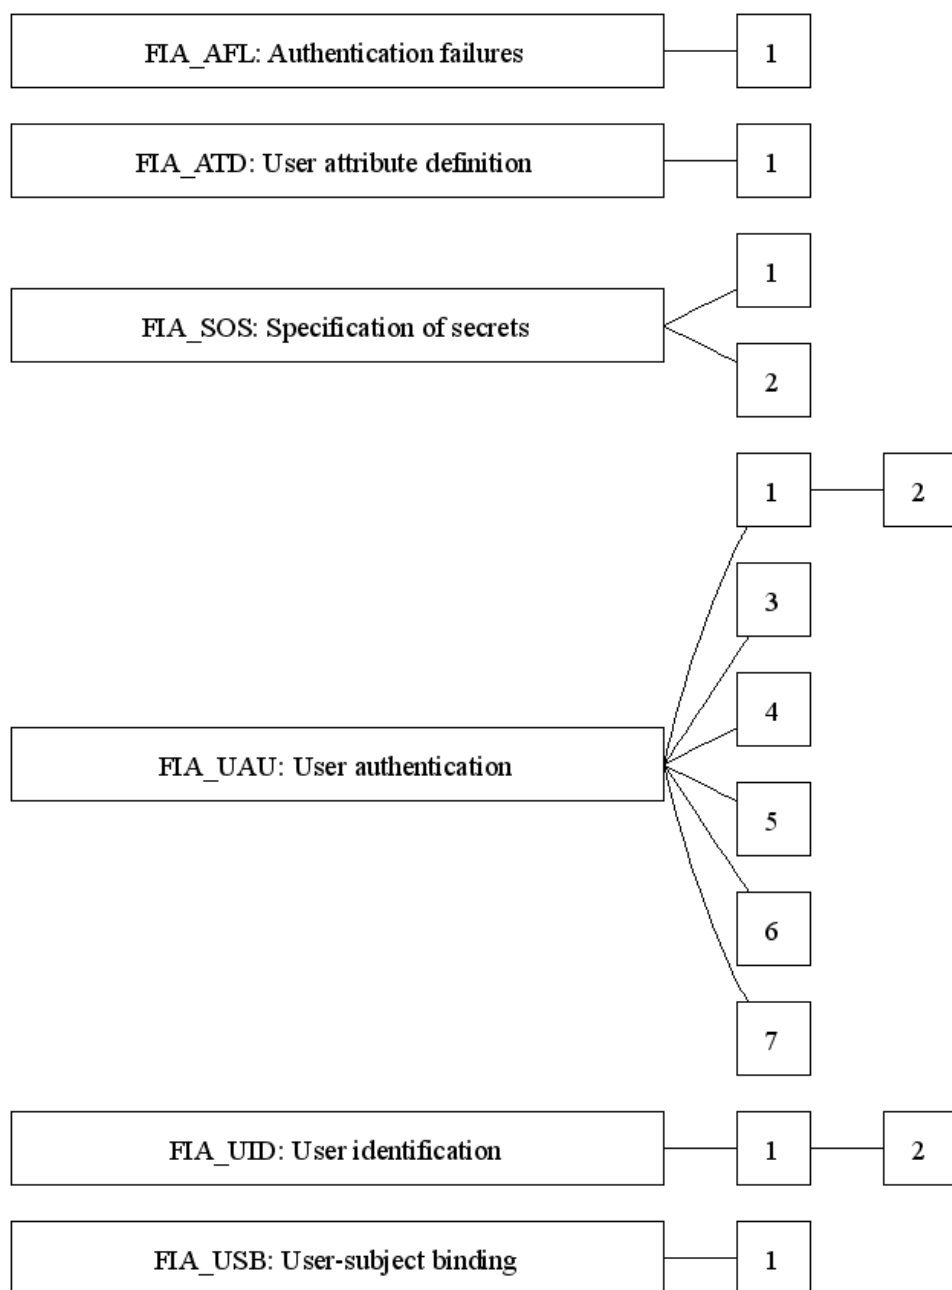 FIA_AFL: Authentication failures 1
FIA_ATD: User attribute definition 1
1
FIA_SOS: Specification of secrets
2
1 2
3
4
FIA_UAU: User authentication
5
6
7
FIA_UID: User identification 1 2
FIA_USB: User-subject binding 1